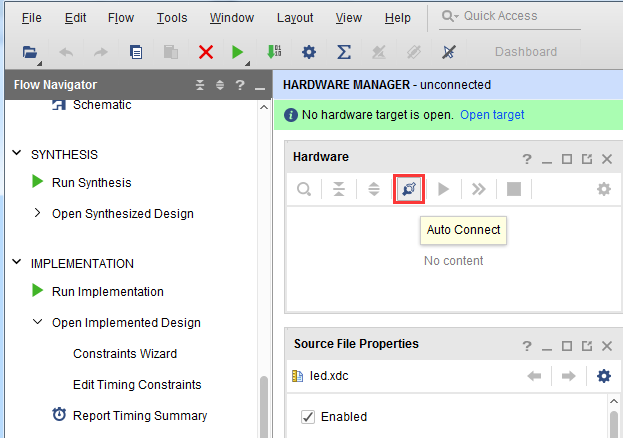 File Edit Flow Tools Window Layout View Help Quick Access
Dashboard
Flow Navigator
Schematic
SYNTHESIS
Run Synthesis
Open Synthesized Design
IMPLEMENTATION
Run Implementation
Open Implemented Design
Constraints Wizard
Edit Timing Constraints
Report Timing Summary
HARDWARE MANAGER - unconnected
No hardware target is open. Open target
Hardware
Auto Connect
No content
Source File Properties
led.xdc
Enabled